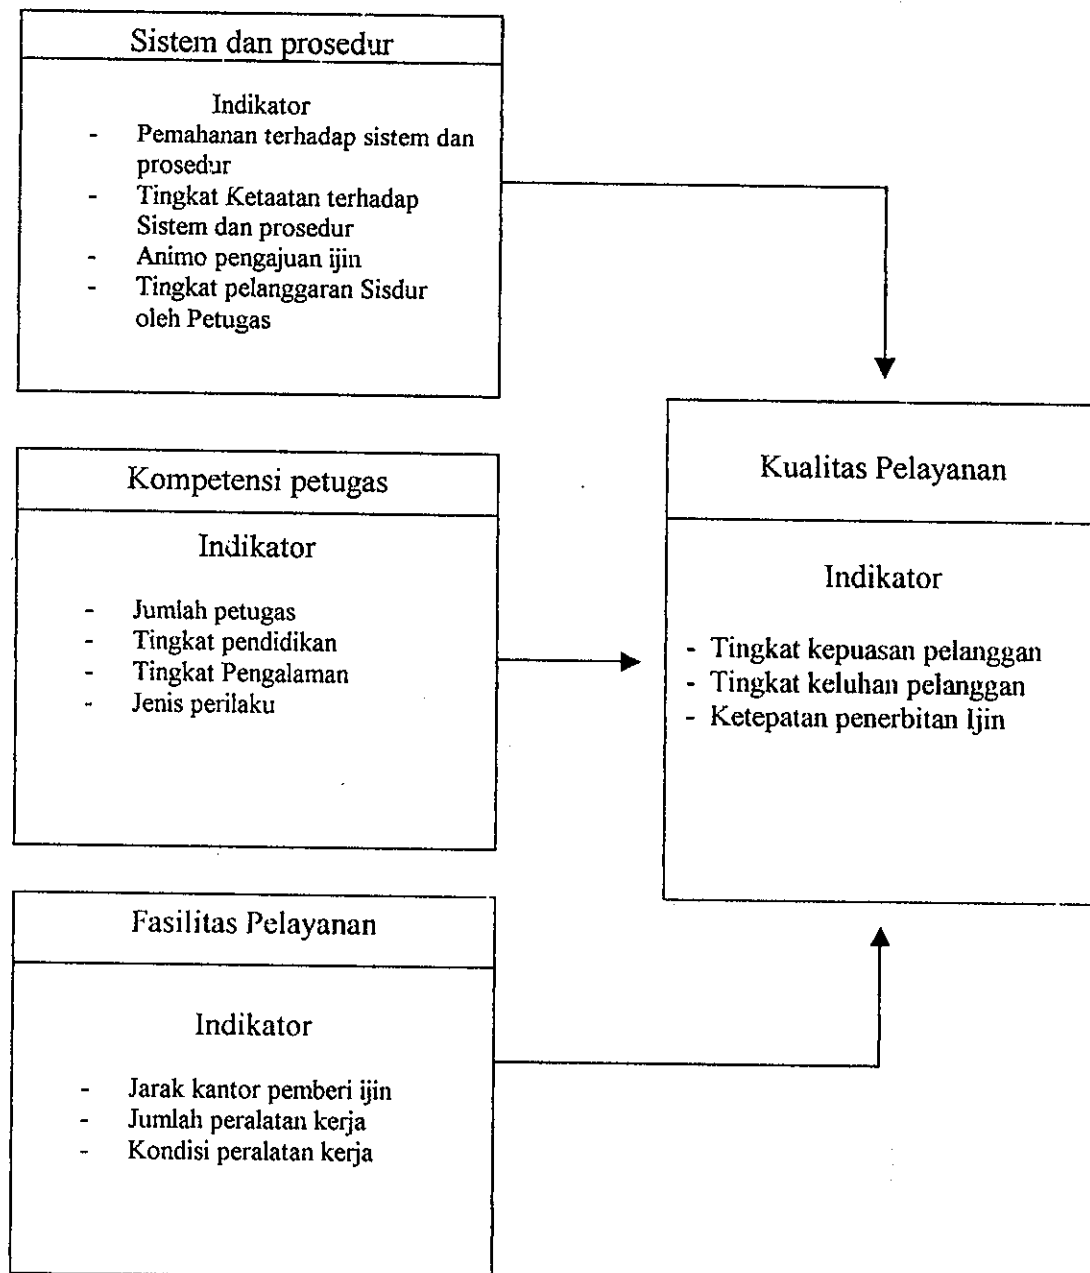 Sistem dan prosedur
Indikator
- Pemahanan terhadap sistem dan
prosedur
- Tingkat Ketaatan terhadap
Sistem dan prosedur
- Animo pengajuan ijin
- Tingkat pelanggaran Sisdur
oleh Petugas
Kompetensi petugas
Indikator
- Jumlah petugas
- Tingkat pendidikan
- Tingkat Pengalaman
- Jenis perilaku
Fasilitas Pelayanan
Indikator
- Jarak kantor pemberi ijin
- Jumlah peralatan kerja
- Kondisi peralatan kerja
Kualitas Pelayanan
Indikator
- Tingkat kepuasan pelanggan
- Tingkat keluhan pelanggan
- Ketepatan penerbitan Ijin